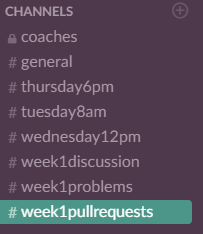 CHANNELS
coaches
# general
# thursday6pm
# tuesday8am
# wednesday12pm
# week1discussion
# week1problems
# week1pullrequests